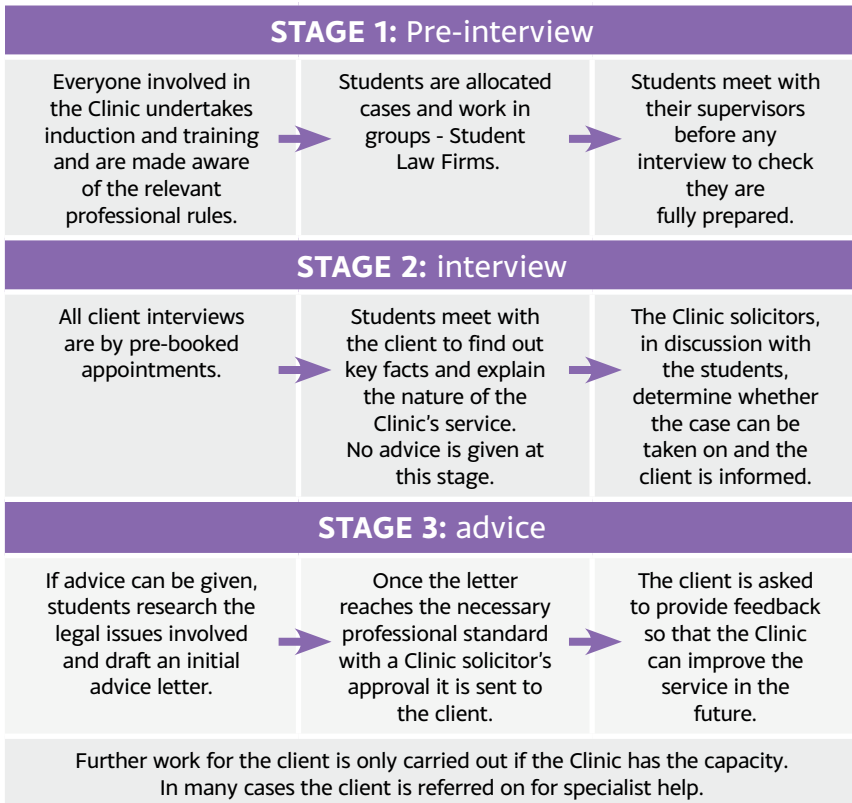 STAGE 1: Pre-interview
Everyone involved in
the Clinic undertakes
induction and training
and are made aware
of the relevant
professional rules.
Students are allocated
cases and work in
groups - Student
Law Firms.
Students meet with
their supervisors
before any
interview to check
they are
fully prepared.
STAGE 2: interview
All client interviews
are by pre-booked
appointments.
Students meet with
the client to find out
key facts and explain
the nature of the
Clinic's service.
No advice is given at
this stage.
The Clinic solicitors,
in discussion with
the students,
determine whether
the case can be
taken on and the
client is informed.
STAGE 3: advice
If advice can be given,
students research the
legal issues involved
and draft an initial
advice letter.
Once the letter
reaches the necessary
professional standard
with a Clinic solicitor's
approval it is sent to
the client.
The client is asked
to provide feedback
so that the Clinic
can improve the
service in the
future.
Further work for the client is only carried out if the Clinic has the capacity.
In many cases the client is referred on for specialist help.